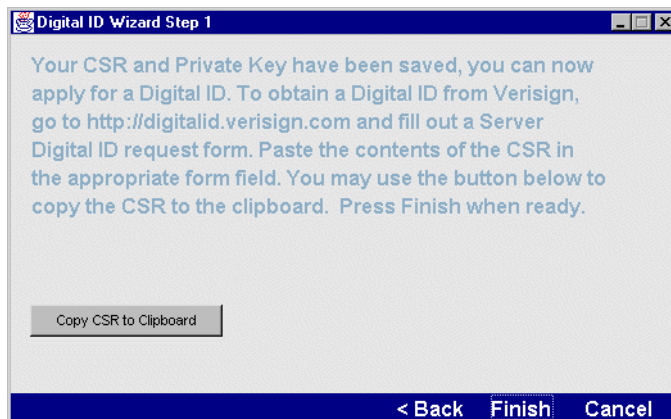 Digital ID Wizard Step 1
Your CSR and Private Key have been saved, you can now
apply for a Digital ID. To obtain a Digital ID from Verisign,
go to http://digitalid.verisign.com and fill out a Server
Digital ID request form. Paste the contents of the CSR in
the appropriate form field. You may use the button below to
copy the CSR to the clipboard. Press Finish when ready.
Copy CSR to Clipboard
< Back Finish Cancel